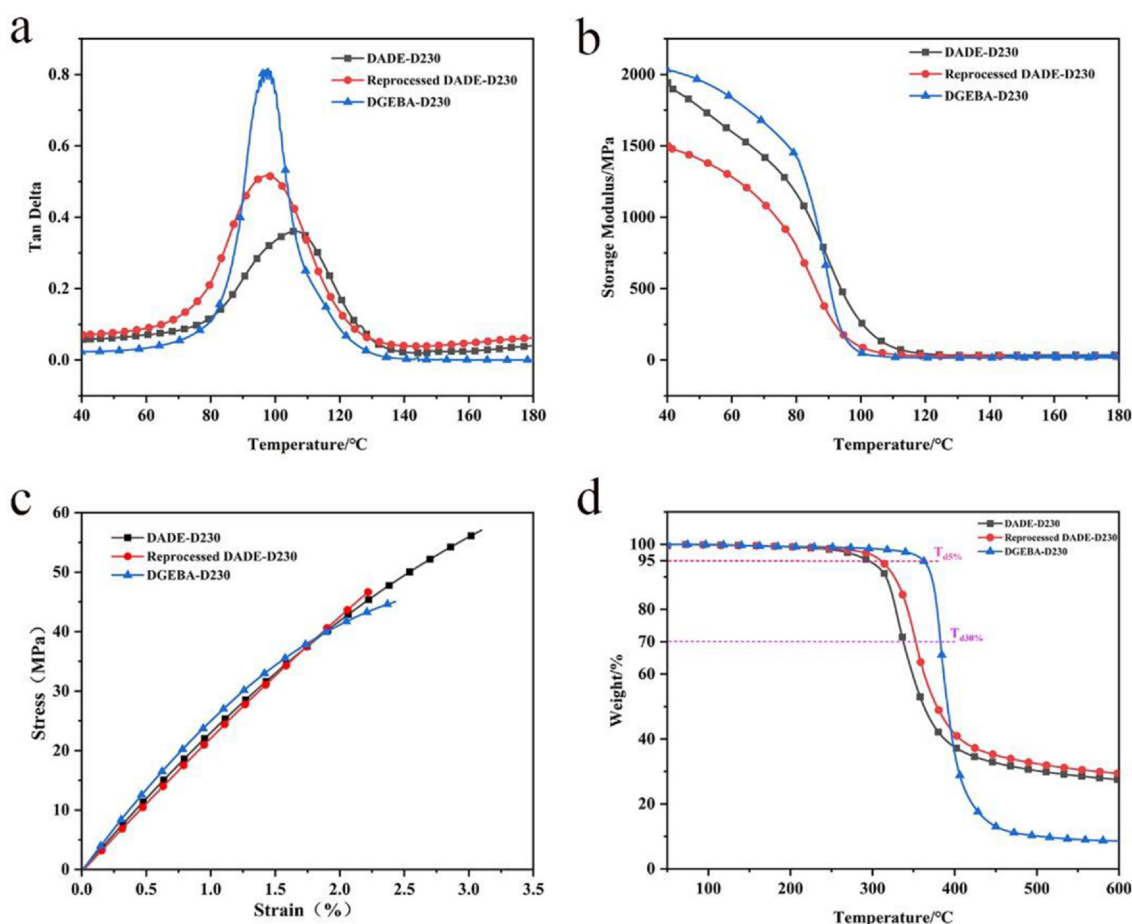 a
0.8
0.6
0.4
0.2
0.0
Tan Delta
40 60 80 100 120 140 160 180
Temperature/°C
DADE-D230
Reprocessed DADE-D230
DGEBA-D230
b
2000
1500
1000
500
0
Storage Modulus/MPa
40 60 80 100 120 140 160 180
Temperature/°C
DADE-D230
Reprocessed DADE-D230
DGEBA-D230
c
60
50
40
30
20
10
0
Stress（MPa）
0.0 0.5 1.0 1.5 2.0 2.5 3.0 3.5
Strain（%）
DADE-D230
Reprocessed DADE-D230
DGEBA-D230
d
100
95
80
70
60
40
20
0
Weight/%
100 200 300 400 500 600
Temperature/°C
DADE-D230
Reprocessed DADE-D230
DGEBA-D230
Td5%
Td30%